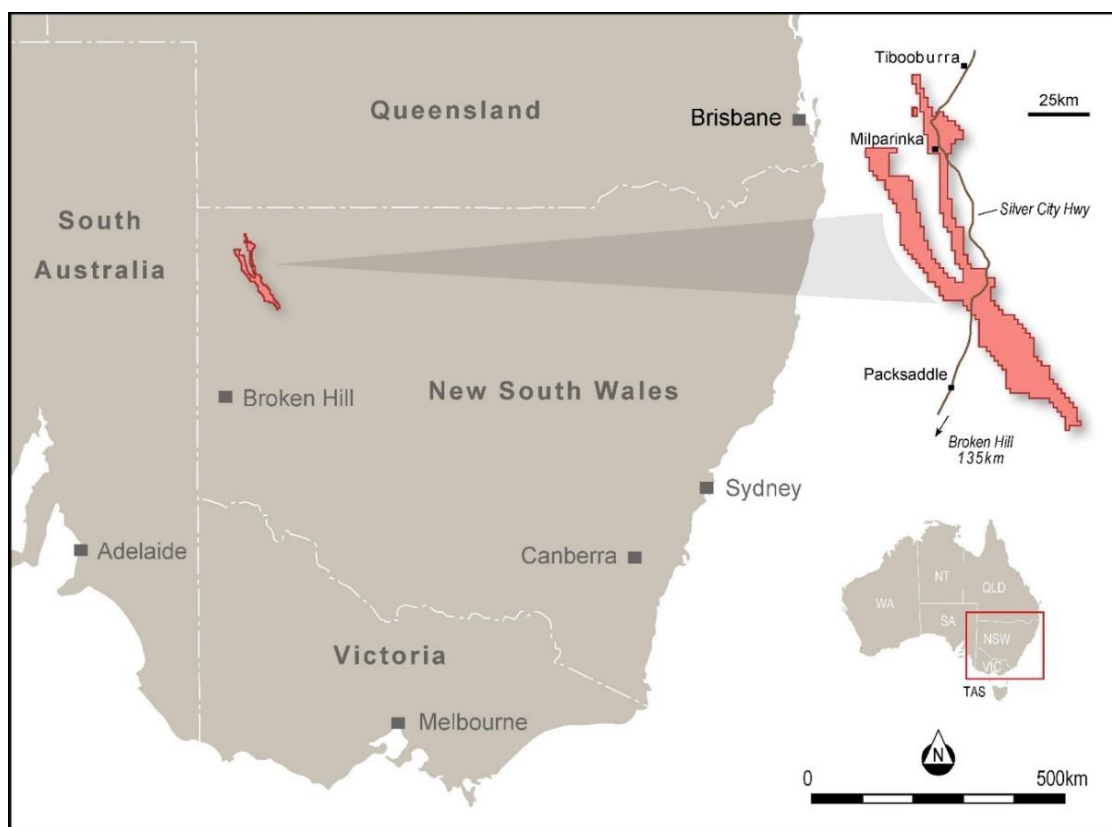 Queensland
Brisbane
South
Australia
Broken Hill
New South Wales
Sydney
Adelaide
Canberra
Victoria
Melbourne
Tibooburra
25km
Milparinka
Silver City Hwy
Packsaddle
Broken Hill
135km
NT
QLD
WA
SA
NSW
VIC
TAS
N
0
500km